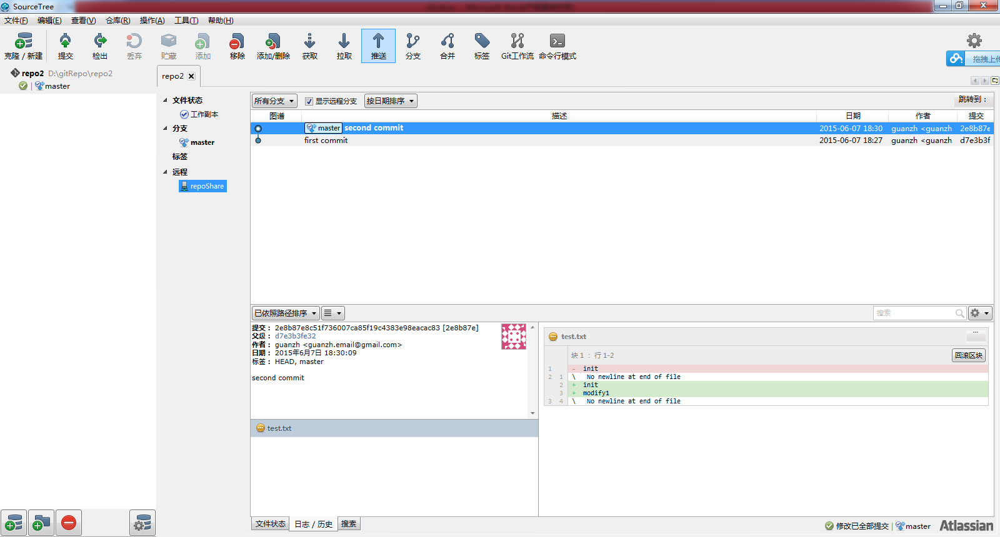 SourceTree
文件(F) 编辑(E) 查看(V) 仓库(R) 操作(A) 工具(T) 帮助(H)
克隆 / 新建 提交 检出 丢弃 贮藏 添加 移除 添加/删除 获取 拉取 推送 分支 合并 标签 Git工作流 命令行模式
拖拽上传
repo2 D:\gitRepo\repo2
master
repo2
文件状态
工作副本
分支
master
标签
远程
repoShare
所有分支 显示远程分支 按日期排序 跳转到：
图谱 描述 日期 作者 提交
master second commit 2015-06-07 18:30 guanzh <guanzh 2e8b87e
first commit 2015-06-07 18:27 guanzh <guanzh d7e3b3f
已依照路径排序 搜索
提交： 2e8b87e8c51f736007ca85f19c4383e98eacac83 [2e8b87e]
父级： d7e3b3fe32
作者： guanzh <guanzh.email@gmail.com>
日期： 2015年6月7日 18:30:09
标签： HEAD, master
second commit
test.txt
test.txt
块 1 ： 行 1-2 回滚区块
1 - init
2 1 \ No newline at end of file
2 + init
3 + modify1
3 4 \ No newline at end of file
文件状态 日志 / 历史 搜索
修改已全部提交 master Atlassian